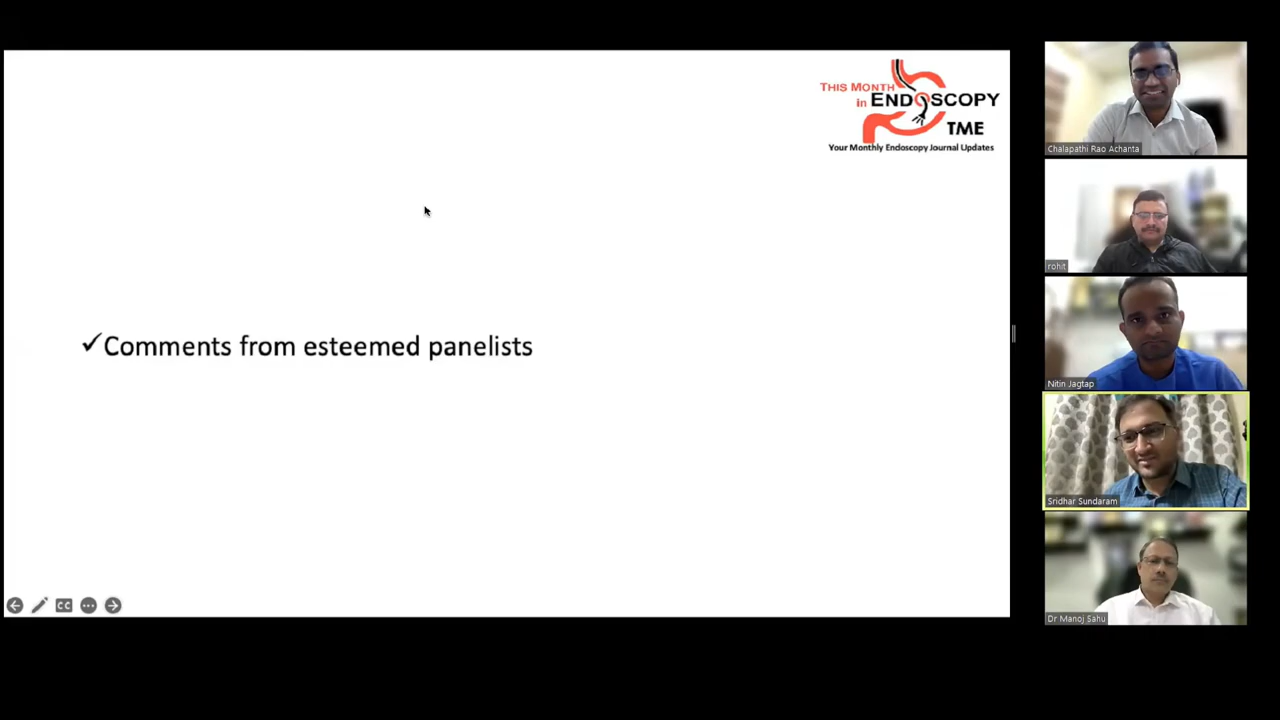 THIS MONTH
in ENDOSCOPY
TME
Your Monthly Endoscopy Journal Updates
✓Comments from esteemed panelists
CC
Chalapathi Rao Achanta
rohit
Nitin Jagtap
Sridhar Sundaram
Dr Manoj Sahu